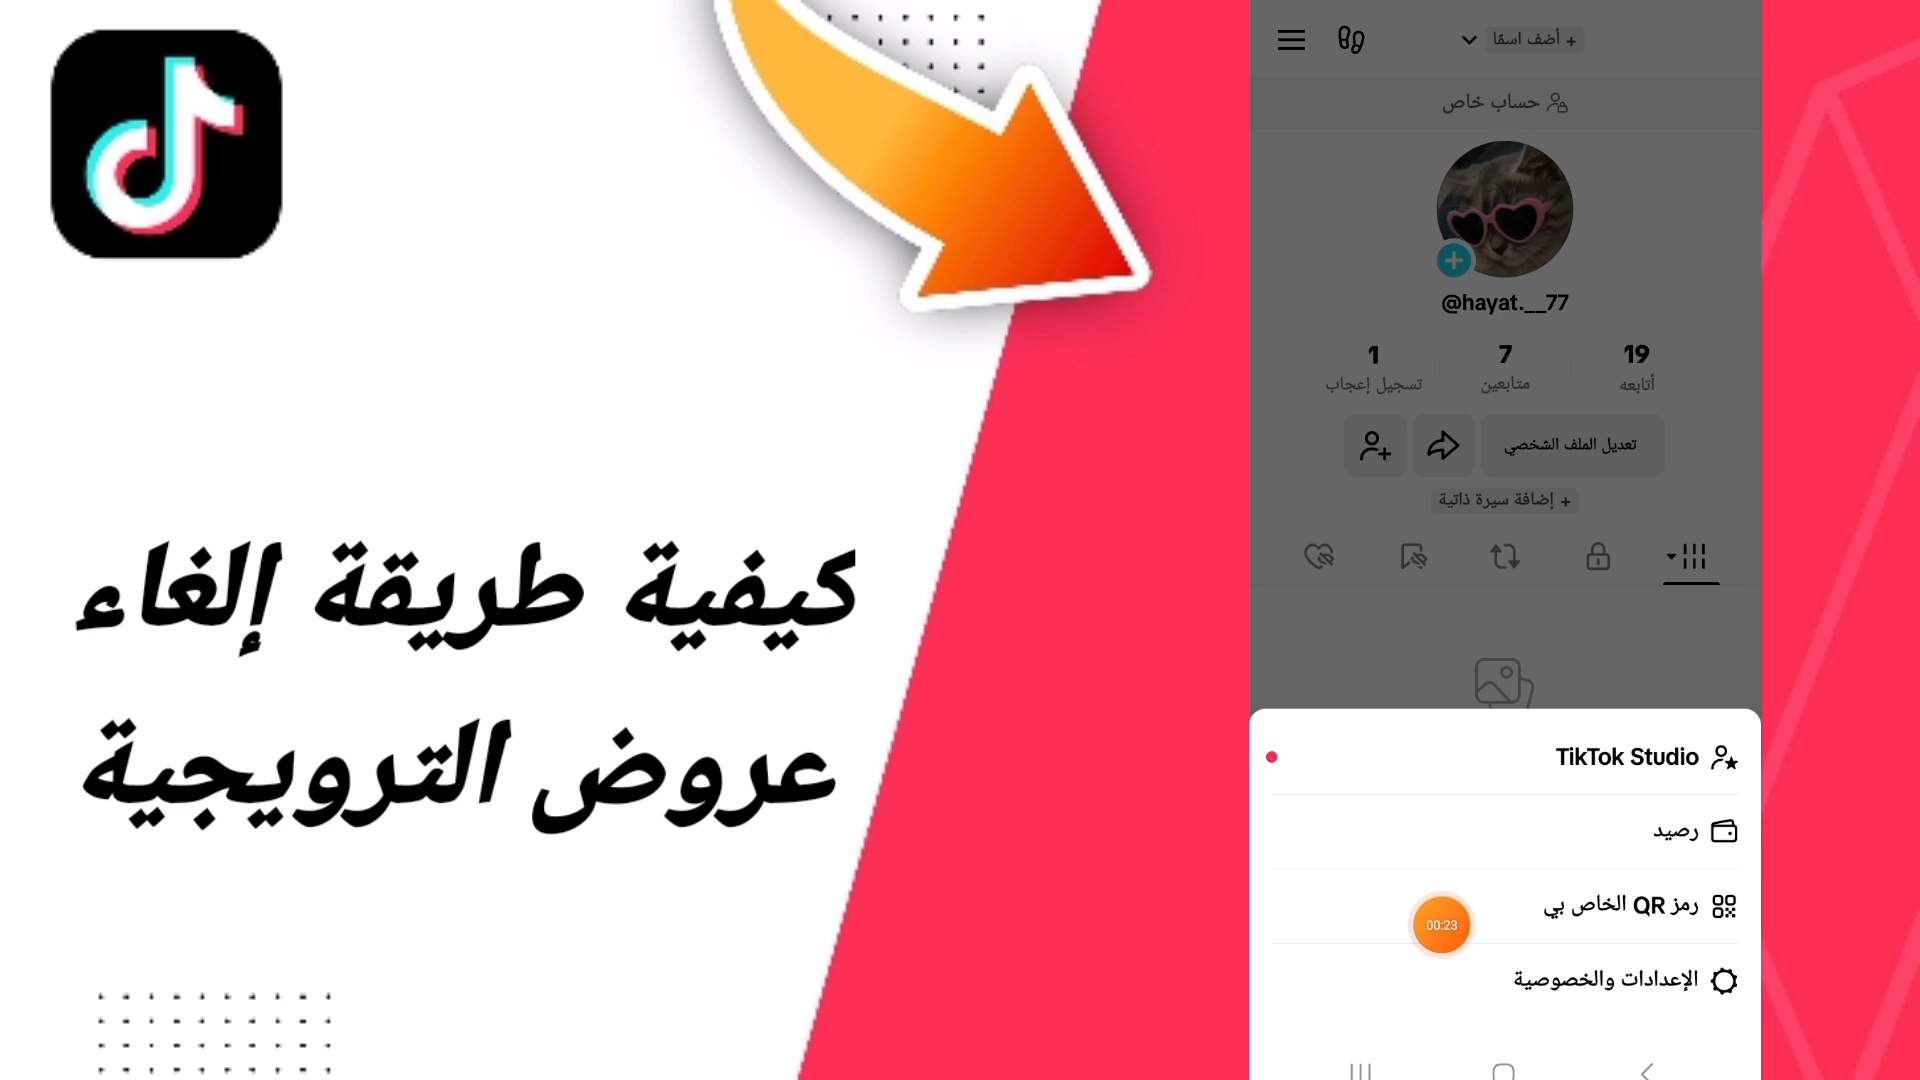 كيفية طريقة إلغاء
عروض الترويجية
+ أضف اسمًا
حساب خاص
@hayat.__77
19
7
1
أتابعه
متابعين
تسجيل إعجاب
تعديل الملف الشخصي
+ إضافة سيرة ذاتية
TikTok Studio
رصيد
رمز QR الخاص بي
00:23
الإعدادات والخصوصية